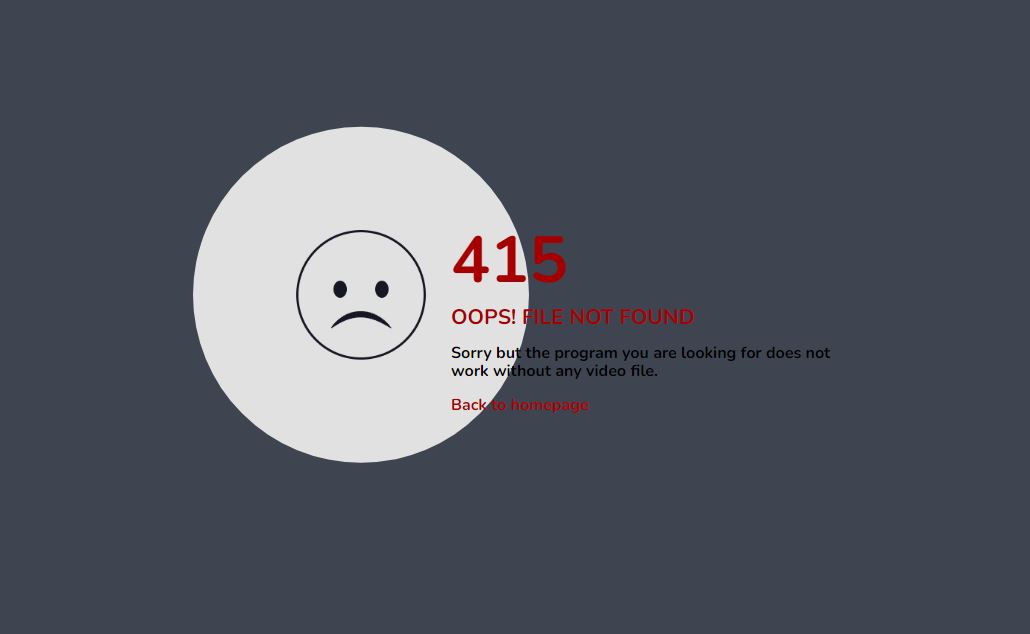 415
OOPS! FILE NOT FOUND
Sorry but the program you are looking for does not
work without any video file.
Back to homepage